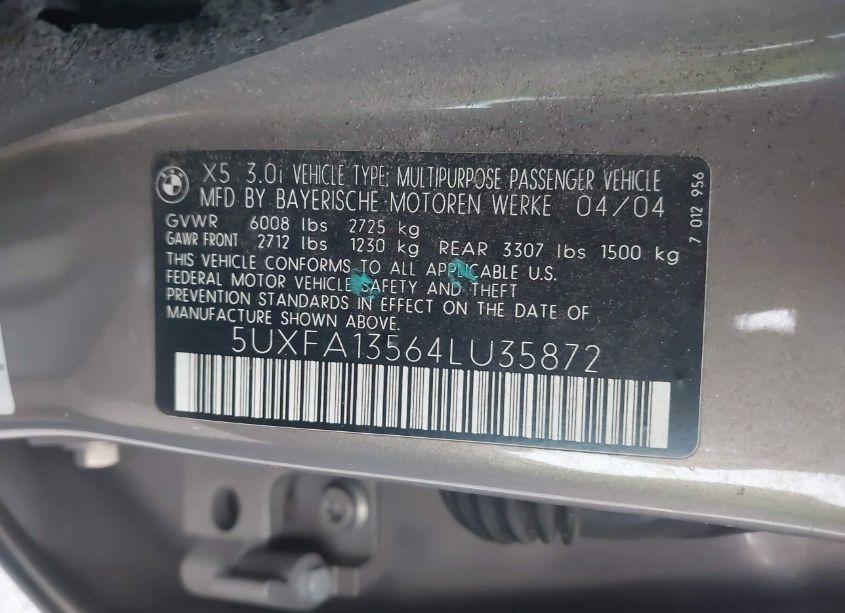 X5 3.0i VEHICLE TYPE: MULTIPURPOSE PASSENGER VEHICLE
MFD BY BAYERISCHE MOTOREN WERKE 04/04
GVWR 6008 lbs 2725 kg
GAWR FRONT 2712 lbs 1230 kg REAR 3307 lbs 1500 kg
THIS VEHICLE CONFORMS TO ALL APPLICABLE U.S.
FEDERAL MOTOR VEHICLE SAFETY AND THEFT
PREVENTION STANDARDS IN EFFECT ON THE DATE OF
MANUFACTURE SHOWN ABOVE.
5UXFA13564LU35872
7 012 956